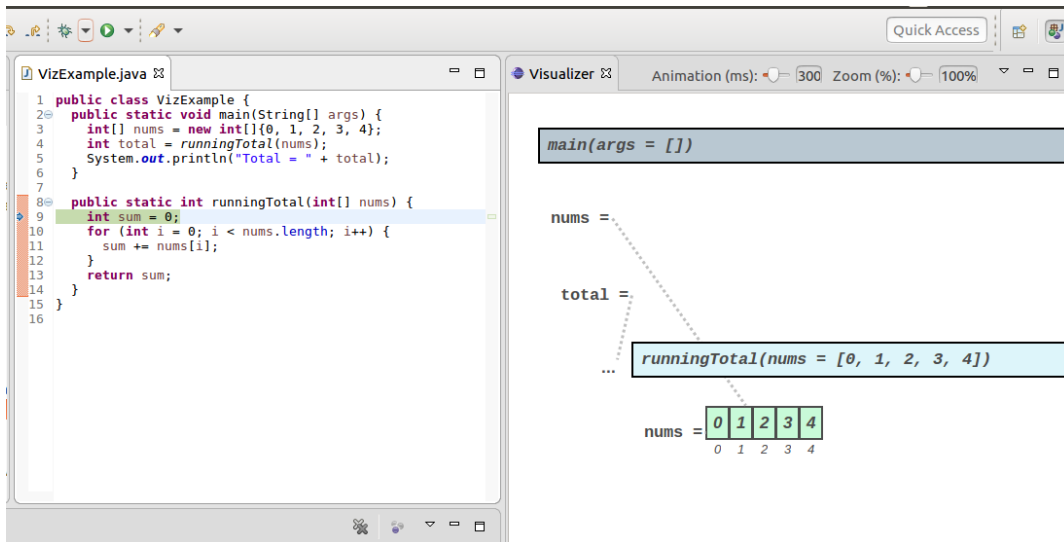 Quick Access
VizExample.java
1 public class VizExample {
2 public static void main(String[] args) {
3 int[] nums = new int[]{0, 1, 2, 3, 4};
4 int total = runningTotal(nums);
5 System.out.println("Total = " + total);
6 }
7
8 public static int runningTotal(int[] nums) {
9 int sum = 0;
10 for (int i = 0; i < nums.length; i++) {
11 sum += nums[i];
12 }
13 return sum;
14 }
15 }
16
Visualizer Animation (ms): 300 Zoom (%): 100%
main(args = [])
nums =
total =
...
runningTotal(nums = [0, 1, 2, 3, 4])
nums = 0 1 2 3 4
0 1 2 3 4